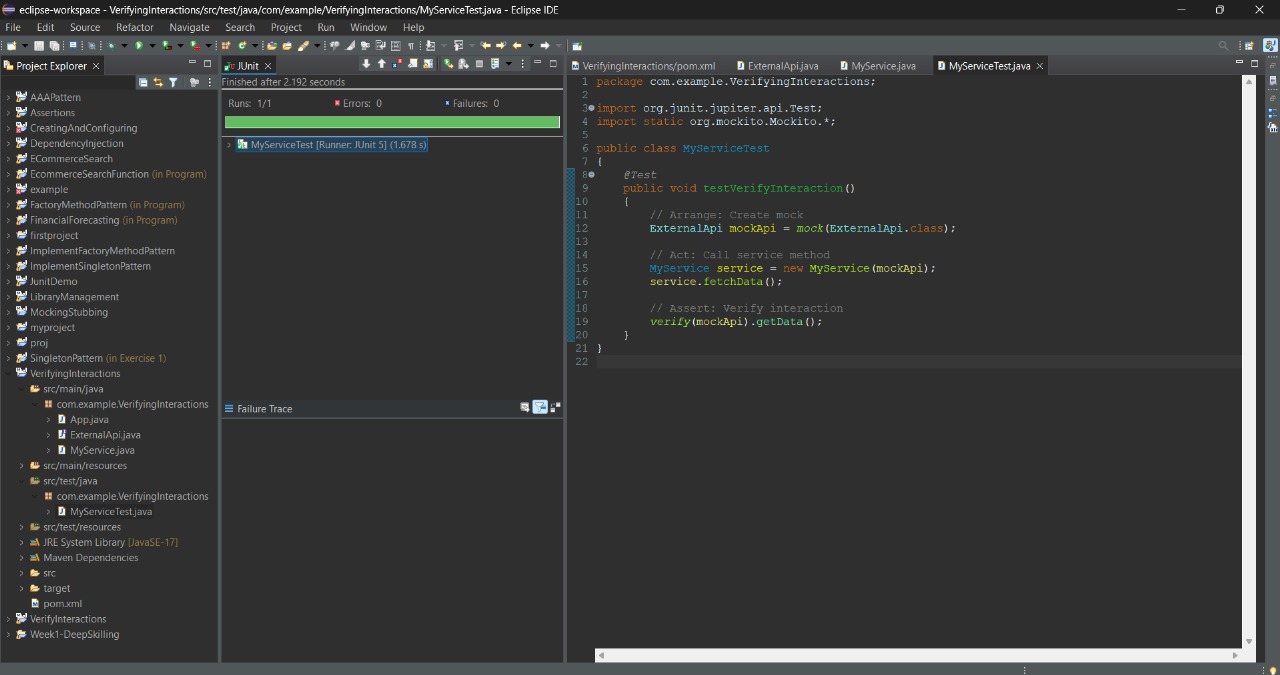 eclipse-workspace - VerifyingInteractions/src/test/java/com/example/VerifyingInteractions/MyServiceTest.java - Eclipse IDE
File Edit Source Refactor Navigate Search Project Run Window Help
Project Explorer
AAAPattern
Assertions
CreatingAndConfiguring
DependencyInjection
ECommerceSearch
EcommerceSearchFunction (in Program)
example
FactoryMethodPattern (in Program)
FinancialForecasting (in Program)
firstproject
ImplementFactoryMethodPattern
ImplementSingletonPattern
JunitDemo
LibraryManagement
MockingStubbing
myproject
proj
SingletonPattern (in Exercise 1)
VerifyingInteractions
src/main/java
com.example.VerifyingInteractions
App.java
ExternalApi.java
MyService.java
src/main/resources
src/test/java
com.example.VerifyingInteractions
MyServiceTest.java
src/test/resources
JRE System Library [JavaSE-17]
Maven Dependencies
src
target
pom.xml
VerifyInteractions
Week1-DeepSkilling
JUnit
Finished after 2.192 seconds
Runs: 1/1 Errors: 0 Failures: 0
MyServiceTest [Runner: JUnit 5] (1.678 s)
Failure Trace
VerifyingInteractions/pom.xml ExternalApi.java MyService.java MyServiceTest.java
1 package com.example.VerifyingInteractions;
2
3 import org.junit.jupiter.api.Test;
4 import static org.mockito.Mockito.*;
5
6 public class MyServiceTest
7 {
8 @Test
9 public void testVerifyInteraction()
10 {
11 // Arrange: Create mock
12 ExternalApi mockApi = mock(ExternalApi.class);
13
14 // Act: Call service method
15 MyService service = new MyService(mockApi);
16 service.fetchData();
17
18 // Assert: Verify interaction
19 verify(mockApi).getData();
20 }
21 }
22